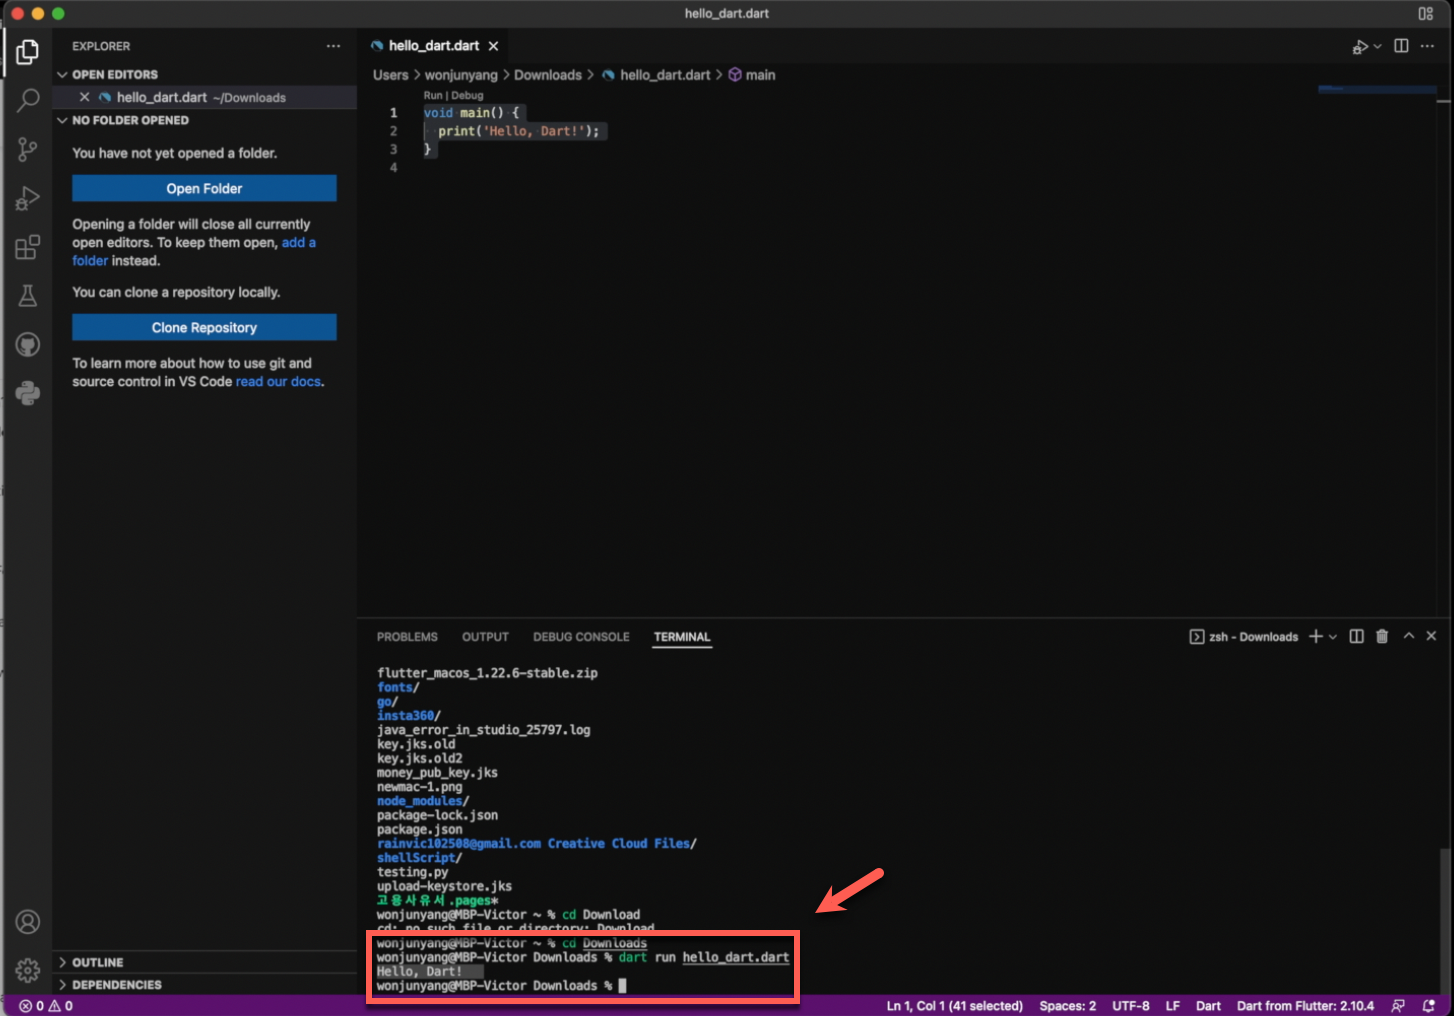 hello_dart.dart
EXPLORER
OPEN EDITORS
hello_dart.dart ~/Downloads
NO FOLDER OPENED
You have not yet opened a folder.
Open Folder
Opening a folder will close all currently
open editors. To keep them open, add a
folder instead.
You can clone a repository locally.
Clone Repository
To learn more about how to use git and
source control in VS Code read our docs.
OUTLINE
DEPENDENCIES
hello_dart.dart
Users > wonjunyang > Downloads > hello_dart.dart > main
Run | Debug
1 void main() {
2 print('Hello, Dart!');
3 }
4
PROBLEMS OUTPUT DEBUG CONSOLE TERMINAL
zsh - Downloads
flutter_macos_1.22.6-stable.zip
fonts/
go/
insta360/
java_error_in_studio_25797.log
key.jks.old
key.jks.old2
money_pub_key.jks
newmac-1.png
node_modules/
package-lock.json
package.json
rainvic102508@gmail.com Creative Cloud Files/
shellScript/
testing.py
upload-keystore.jks
고용사유서.pages*
wonjunyang@MBP-Victor ~ % cd Download
cd: no such file or directory: Download
wonjunyang@MBP-Victor ~ % cd Downloads
wonjunyang@MBP-Victor Downloads % dart run hello_dart.dart
Hello, Dart!
wonjunyang@MBP-Victor Downloads %
0 0
Ln 1, Col 1 (41 selected) Spaces: 2 UTF-8 LF Dart Dart from Flutter: 2.10.4